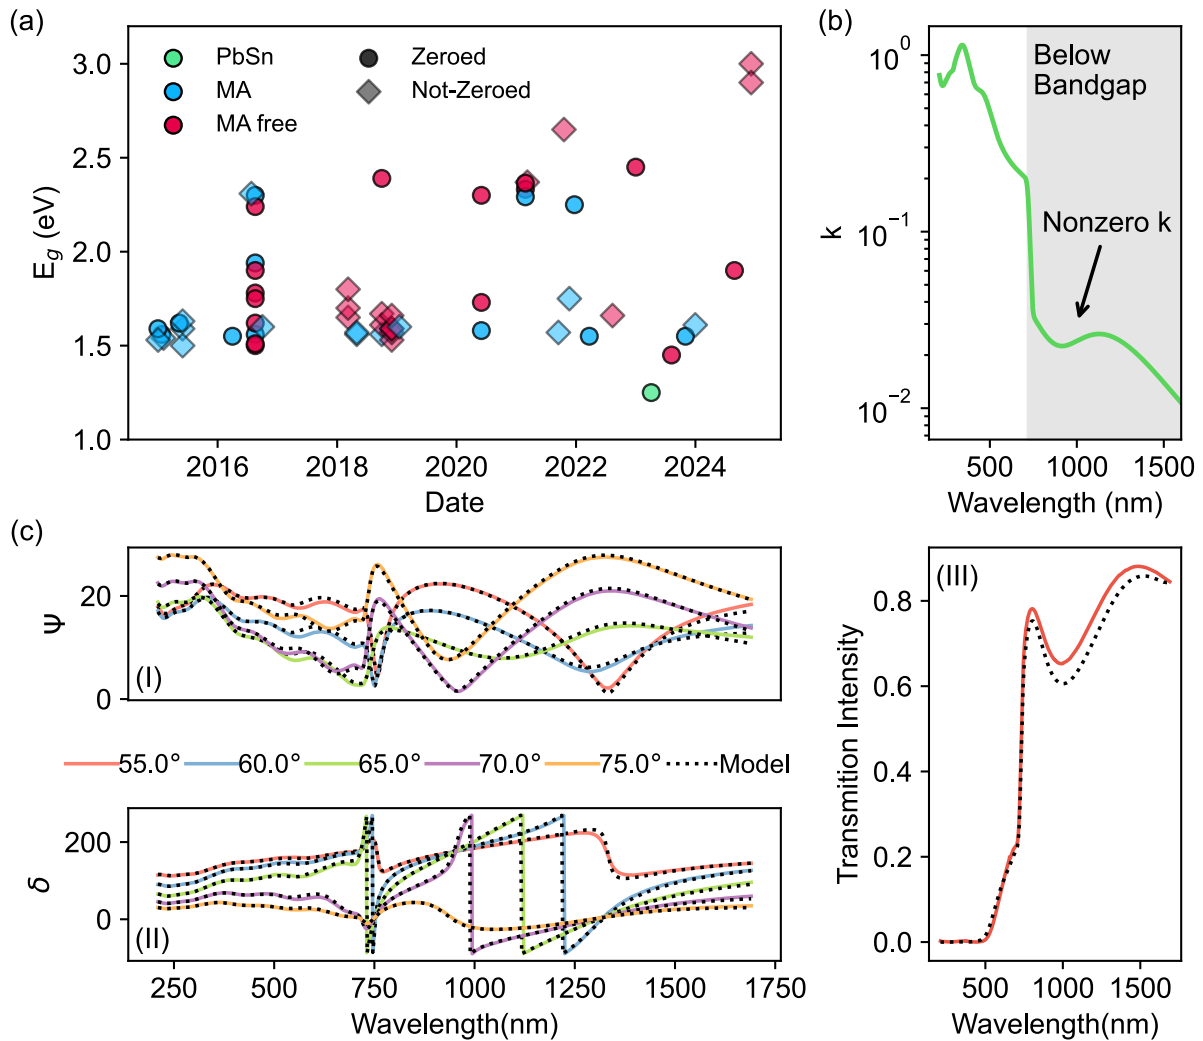 (a)
PbSn
MA
MA free
Zeroed
Not-Zeroed
3.0
2.5
2.0
1.5
1.0
E_g (eV)
2016
2018
2020
2022
2024
Date
(b)
Below
Bandgap
Nonzero k
10⁰
10⁻¹
10⁻²
k
500
1000
1500
Wavelength (nm)
(c)
20
0
Ψ
(I)
55.0°
60.0°
65.0°
70.0°
75.0°
Model
200
0
δ
(II)
250
500
750
1000
1250
1500
1750
Wavelength(nm)
(III)
0.8
0.6
0.4
0.2
0.0
Transmition Intensity
500
1000
1500
Wavelength(nm)